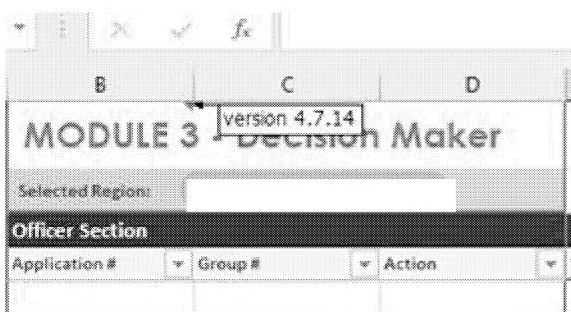 fx
B C D
version 4.7.14
MODULE 3 - Decision Maker
Selected Region:
Officer Section
Application # Group # Action